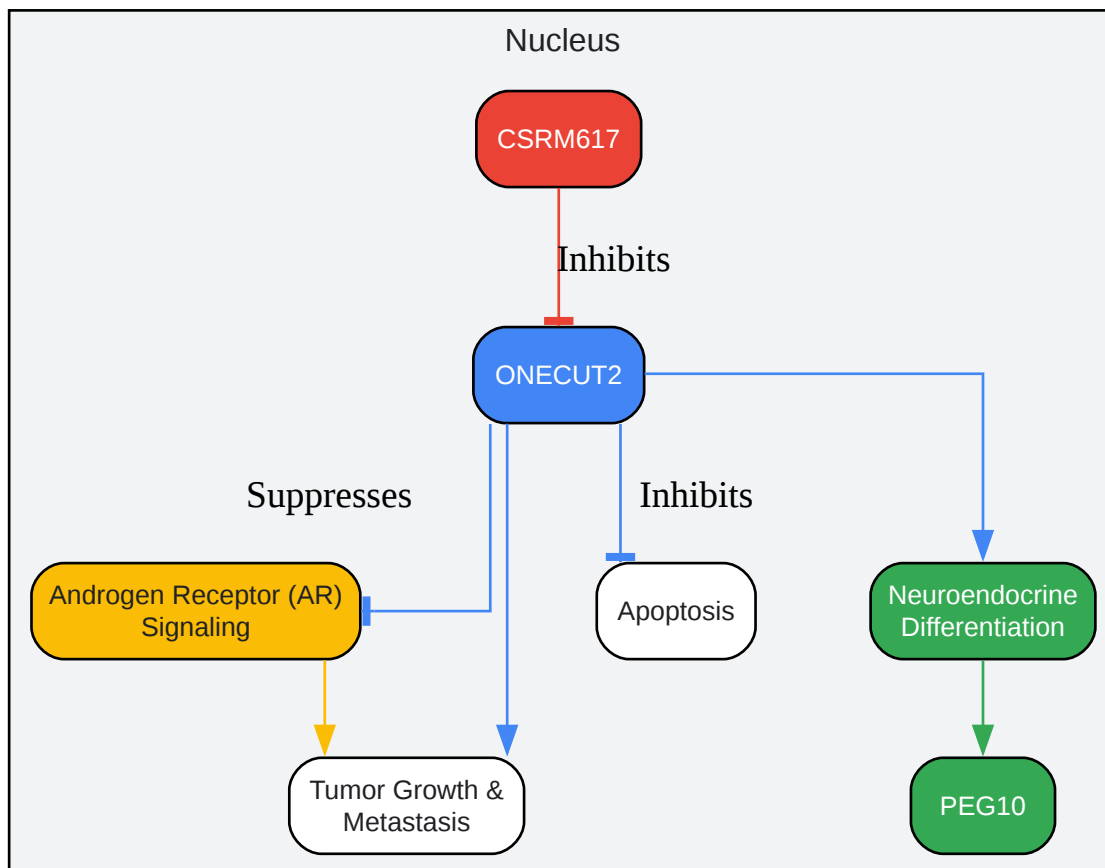 Nucleus
CSRM617
Inhibits
ONECUT2
Suppresses
Inhibits
Androgen Receptor (AR)
Signaling
Apoptosis
Neuroendocrine
Differentiation
Tumor Growth &
Metastasis
PEG10